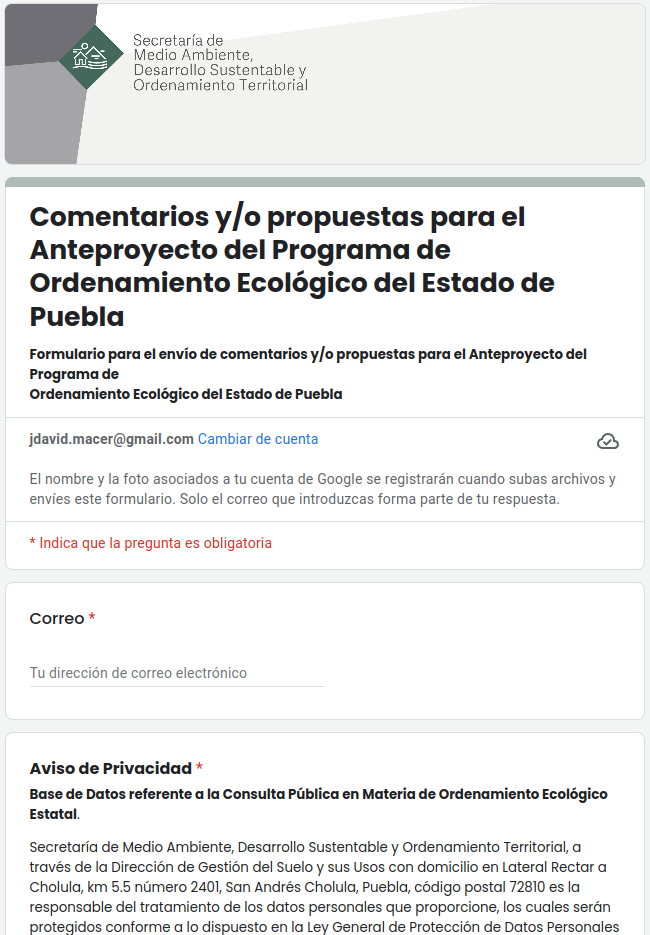 Secretaría de
Medio Ambiente,
Desarrollo Sustentable y
Ordenamiento Territorial
Comentarios y/o propuestas para el
Anteproyecto del Programa de
Ordenamiento Ecológico del Estado de
Puebla
Formulario para el envío de comentarios y/o propuestas para el Anteproyecto del
Programa de
Ordenamiento Ecológico del Estado de Puebla
jdavid.macer@gmail.com Cambiar de cuenta
El nombre y la foto asociados a tu cuenta de Google se registrarán cuando subas archivos y
envíes este formulario. Solo el correo que introduzcas forma parte de tu respuesta.
* Indica que la pregunta es obligatoria
Correo *
Tu dirección de correo electrónico
Aviso de Privacidad *
Base de Datos referente a la Consulta Pública en Materia de Ordenamiento Ecológico
Estatal.
Secretaría de Medio Ambiente, Desarrollo Sustentable y Ordenamiento Territorial, a
través de la Dirección de Gestión del Suelo y sus Usos con domicilio en Lateral Rectar a
Cholula, km 5.5 número 2401, San Andrés Cholula, Puebla, código postal 72810 es la
responsable del tratamiento de los datos personales que proporcione, los cuales serán
protegidos conforme a lo dispuesto en la Ley General de Protección de Datos Personales